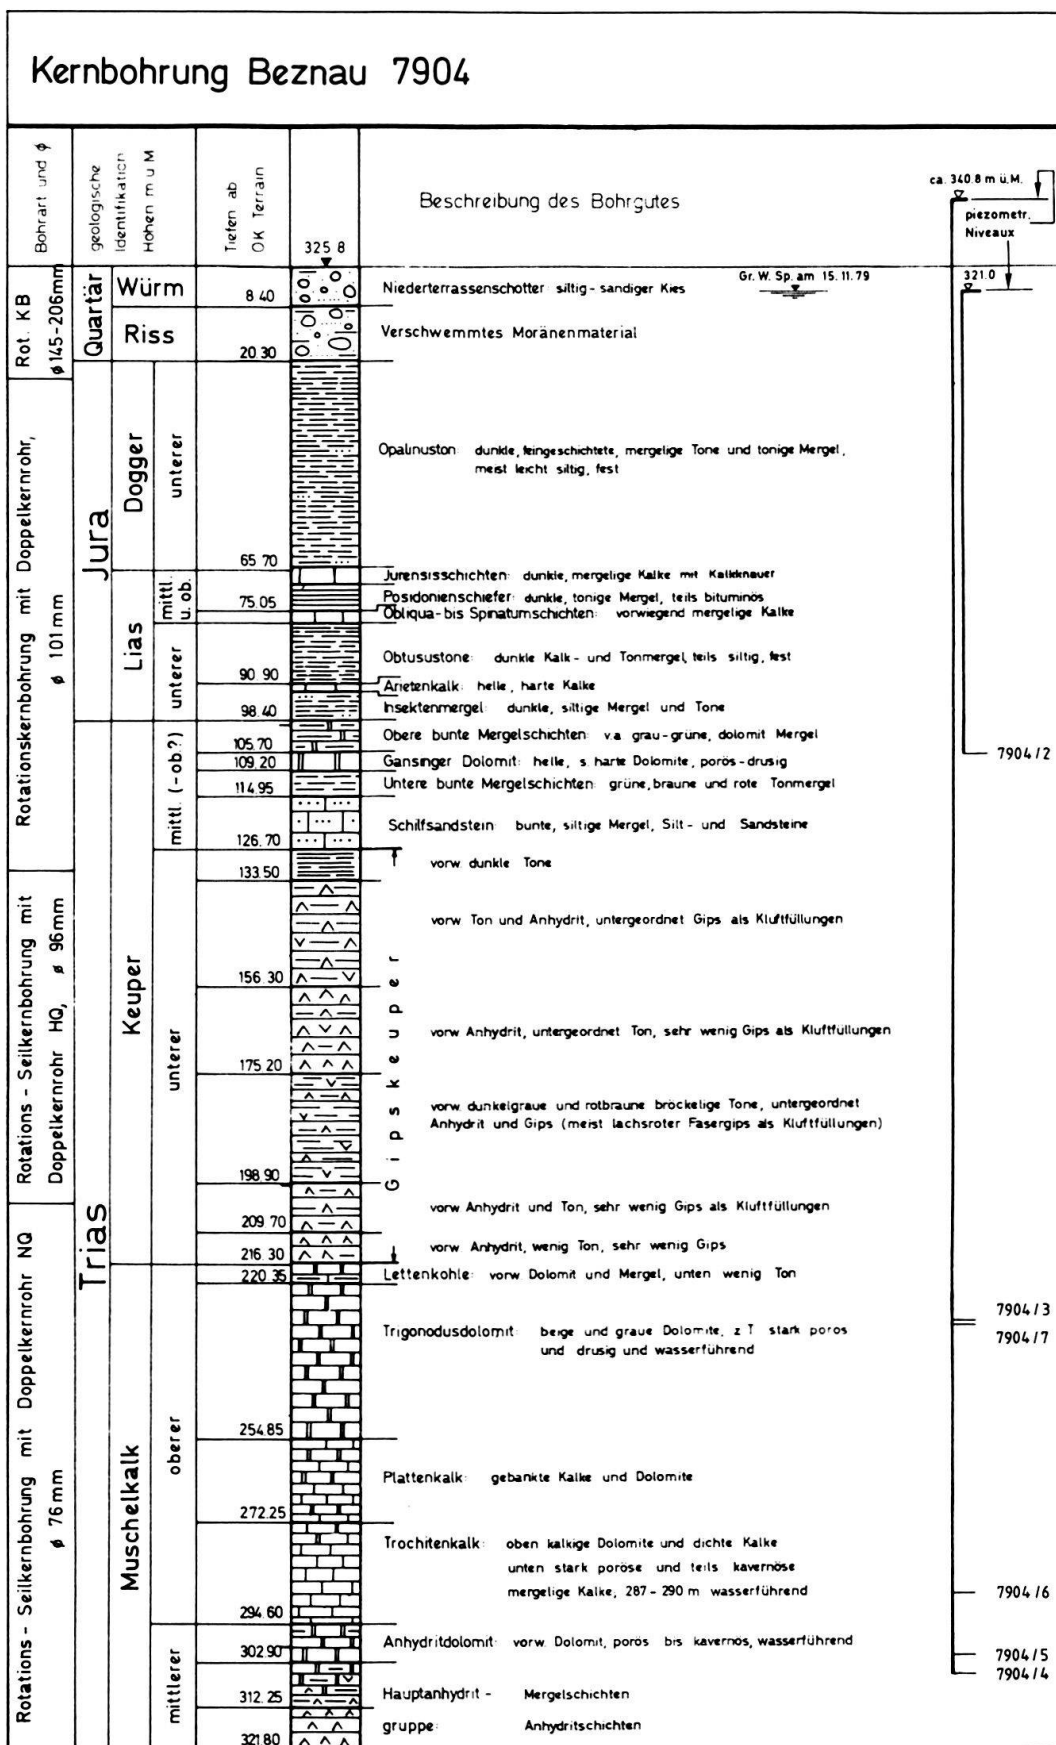 Kernbohrung Beznau 7904
Bohrart und ϕ
geologische
Identifikation
Höhen m ü M
Tiefen ab
OK Terrain
325 8
Beschreibung des Bohrgutes
ca. 340.8 m ü.M.
piezometr.
Niveaux
Rot. KB
ø145-206mm
Quartär
Würm
8 40
Niederterrassenschotter: siltig - sandiger Kies
Gr. W. Sp. am 15.11.79
321.0
Riss
20.30
Verschwemmtes Moränenmaterial
Rotationskernbohrung mit Doppelkernrohr,
ø 101mm
Jura
Dogger
unterer
65 70
Opalinuston: dunkle, feingeschichtete, mergelige Tone und tonige Mergel,
meist leicht siltig, fest
Lias
mittl.
u. ob.
Jurensisschichten: dunkle, mergelige Kalke mit Kalkknauer
75.05
Posidonienschiefer: dunkle, tonige Mergel, teils bituminös
Obliqua- bis Spinatumschichten: vorwiegend mergelige Kalke
unterer
90 90
Obtusustone: dunkle Kalk- und Tonmergel, teils siltig, fest
Arietenkalk: helle, harte Kalke
98.40
Insektenmergel: dunkle, siltige Mergel und Tone
Trias
Keuper
mittl. (-ob.?)
105.70
Obere bunte Mergelschichten: v.a grau-grüne, dolomit Mergel
7904/2
109.20
Gansinger Dolomit: helle, s. harte Dolomite, porös-drusig
114.95
Untere bunte Mergelschichten: grüne, braune und rote Tonmergel
126.70
Schilfsandstein: bunte, siltige Mergel, Silt- und Sandsteine
unterer
Gipskeuper
133.50
vorw dunkle Tone
Rotations - Seilkernbohrung mit
Doppelkernrohr HQ, ø 96mm
156.30
vorw Ton und Anhydrit, untergeordnet Gips als Kluftfüllungen
175.20
vorw Anhydrit, untergeordnet Ton, sehr wenig Gips als Kluftfüllungen
198.90
vorw. dunkelgraue und rotbraune bröckelige Tone, untergeordnet
Anhydrit und Gips (meist lachsroter Fasergips als Kluftfüllungen)
209 70
vorw Anhydrit und Ton, sehr wenig Gips als Kluftfüllungen
216.30
vorw Anhydrit, wenig Ton, sehr wenig Gips
Rotations - Seilkernbohrung mit Doppelkernrohr NQ
ø 76mm
Muschelkalk
oberer
220 35
Lettenkohle: vorw Dolomit und Mergel, unten wenig Ton
7904/3
254.85
Trigonodusdolomit: beige und graue Dolomite, z T stark porös
und drusig und wasserführend
7904/7
272.25
Plattenkalk: gebankte Kalke und Dolomite
294.60
Trochitenkalk: oben kalkige Dolomite und dichte Kalke
unten stark poröse und teils kavernöse
mergelige Kalke, 287 - 290 m wasserführend
7904/6
mittlerer
302.90
Anhydritdolomit: vorw Dolomit, porös bis kavernös, wasserführend
7904/5
7904/4
312.25
Hauptanhydrit - Mergelschichten
321.80
gruppe: Anhydritschichten